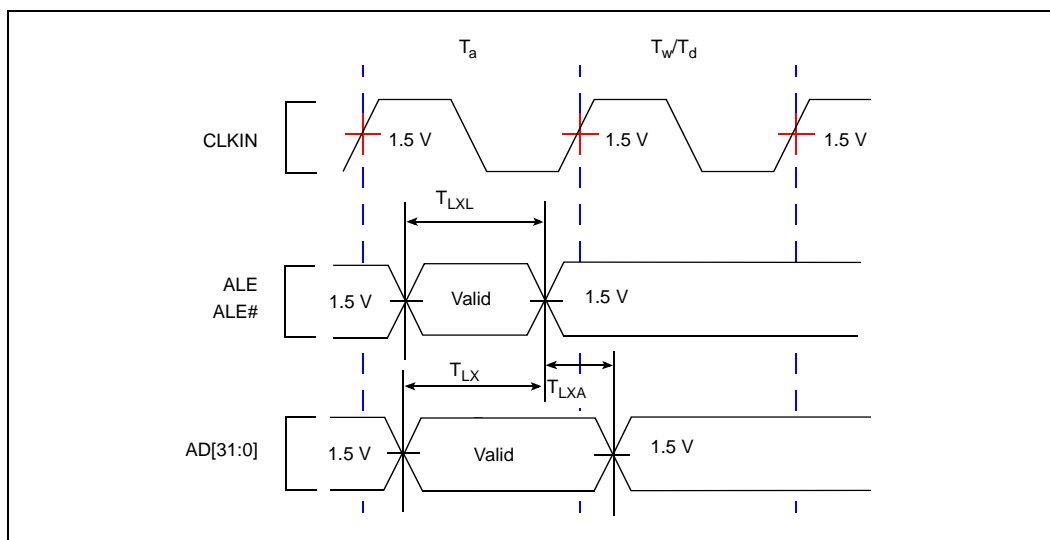 Ta Tw/Td
CLKIN 1.5 V 1.5 V 1.5 V
TLXL
ALE
ALE# 1.5 V Valid 1.5 V
TLX TLXA
AD[31:0] 1.5 V Valid 1.5 V